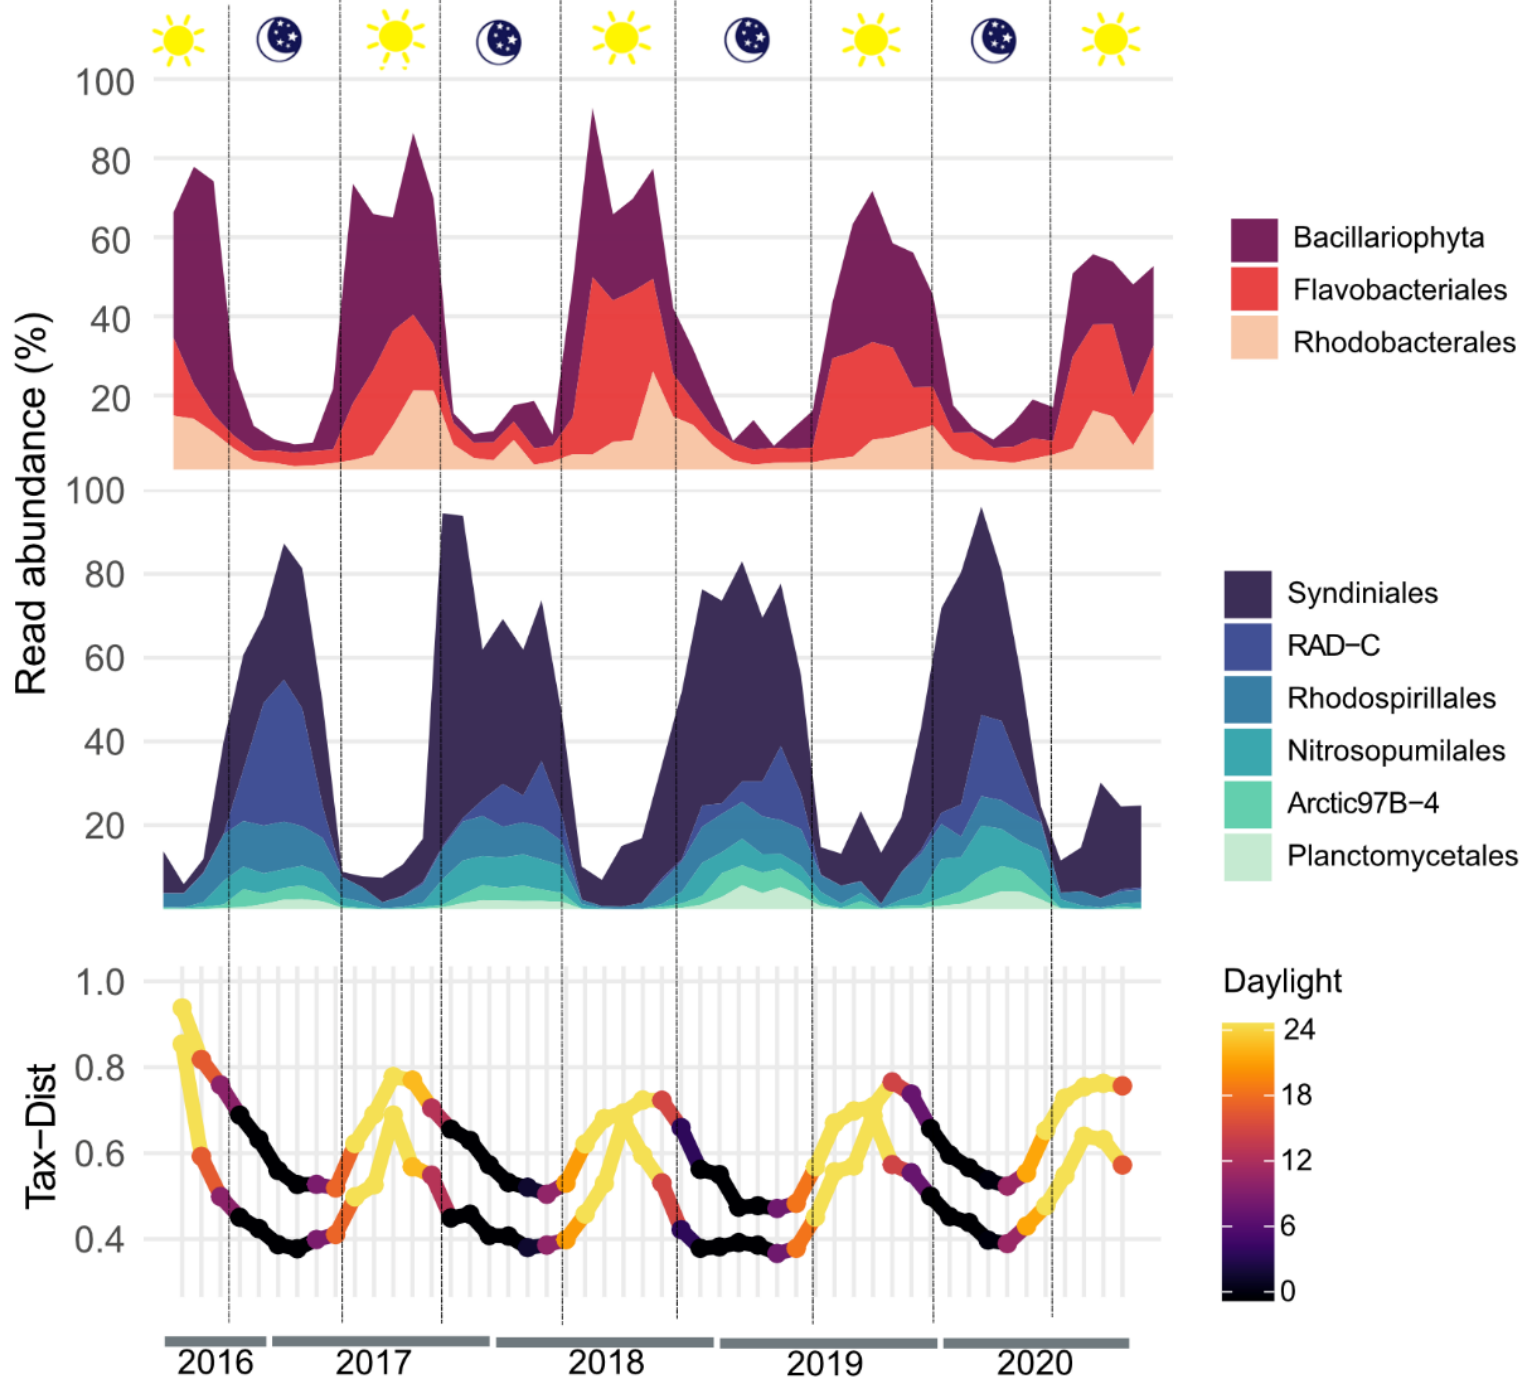 100
80
60
40
20
Bacillariophyta
Flavobacteriales
Rhodobacterales
Read abundance (%)
100
80
60
40
20
Syndiniales
RAD−C
Rhodospirillales
Nitrosopumilales
Arctic97B−4
Planctomycetales
Tax−Dist
1.0
0.8
0.6
0.4
Daylight
24
18
12
6
0
2016 2017 2018 2019 2020